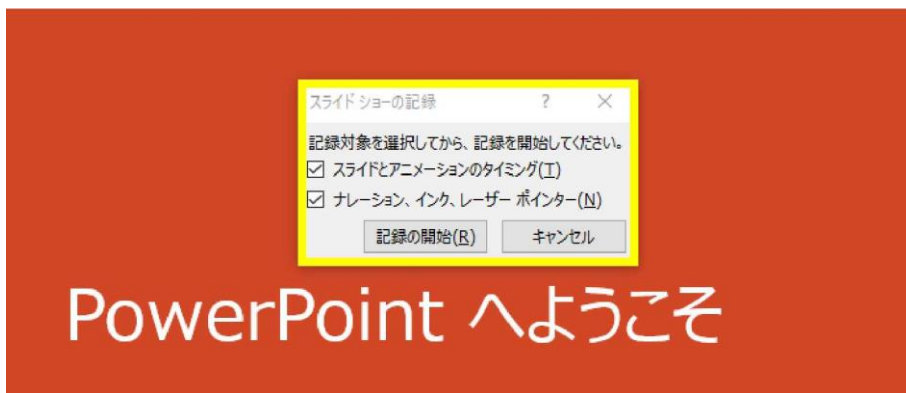 スライド ショーの記録 ? ×
記録対象を選択してから、記録を開始してください。
スライドとアニメーションのタイミング(T)
ナレーション、インク、レーザー ポインター(N)
記録の開始(R) キャンセル
PowerPoint へようこそ